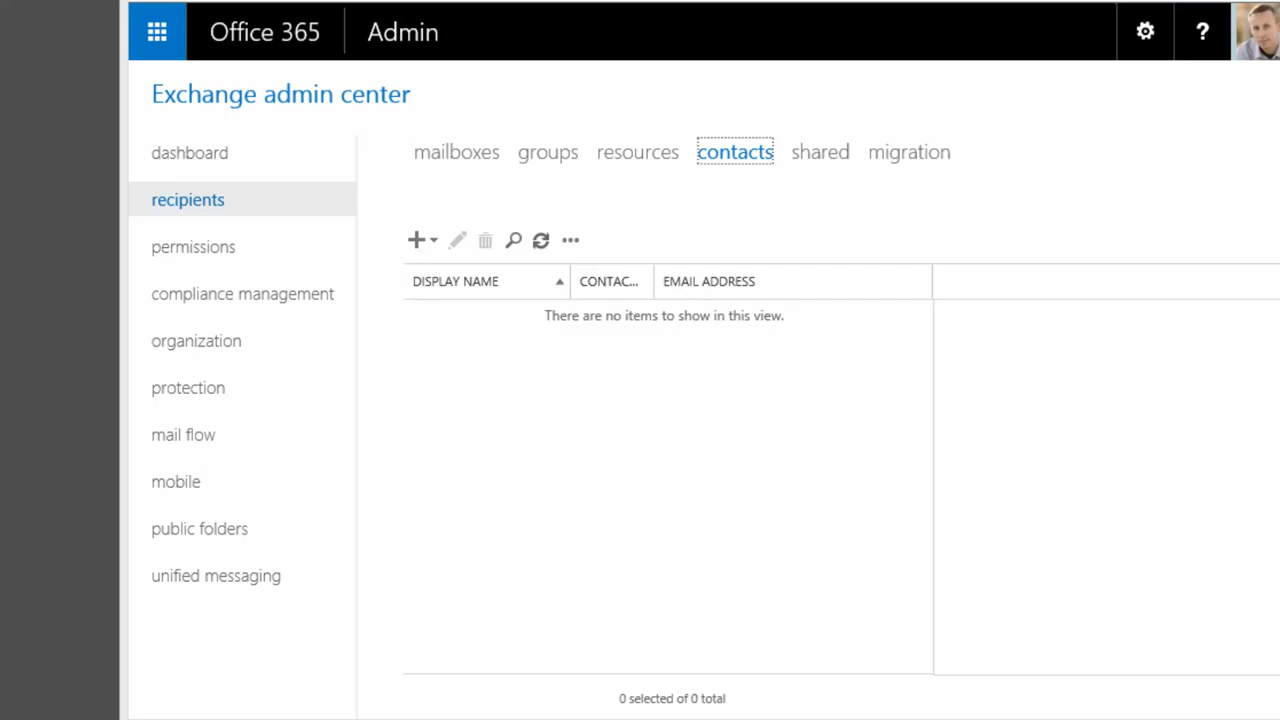 Office 365 Admin ?
Exchange admin center
dashboard
recipients
permissions
compliance management
organization
protection
mail flow
mobile
public folders
unified messaging
mailboxes groups resources contacts shared migration
DISPLAY NAME CONTAC... EMAIL ADDRESS
There are no items to show in this view.
0 selected of 0 total